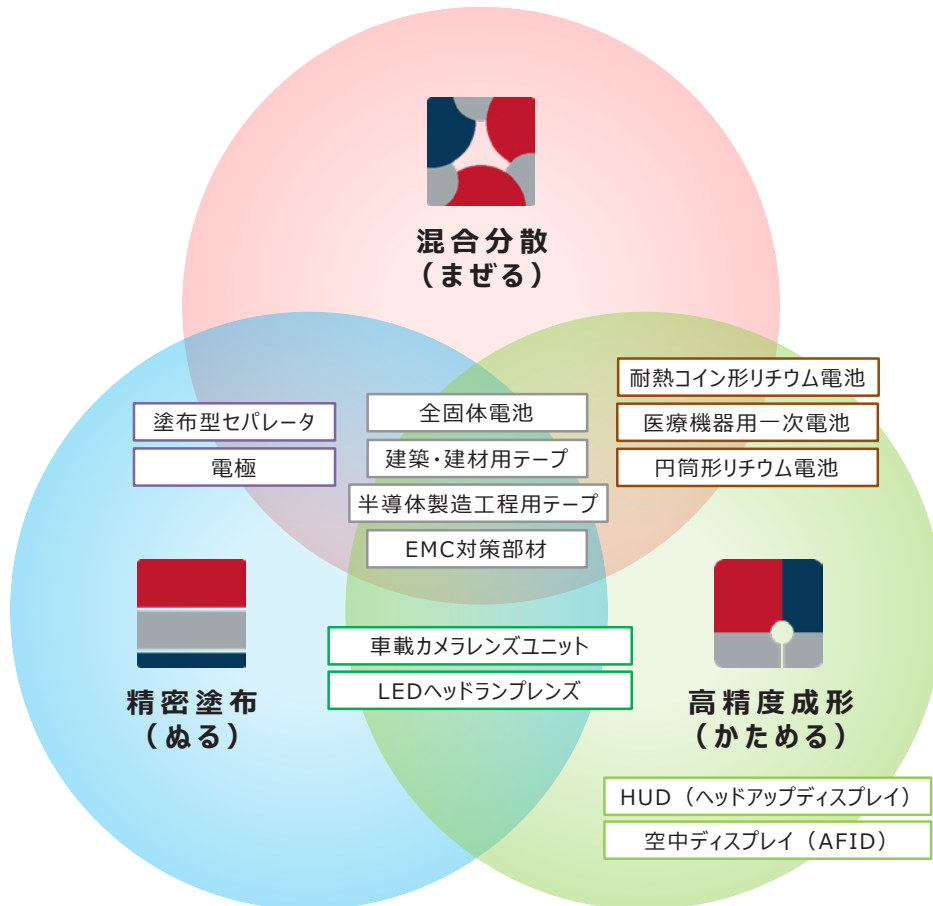 混合分散
（まぜる）
耐熱コイン形リチウム電池
医療機器用一次電池
円筒形リチウム電池
塗布型セパレータ
電極
全固体電池
建築・建材用テープ
半導体製造工程用テープ
EMC対策部材
車載カメラレンズユニット
LEDヘッドランプレンズ
精密塗布
（ぬる）
高精度成形
（かためる）
HUD（ヘッドアップディスプレイ）
空中ディスプレイ（AFID）